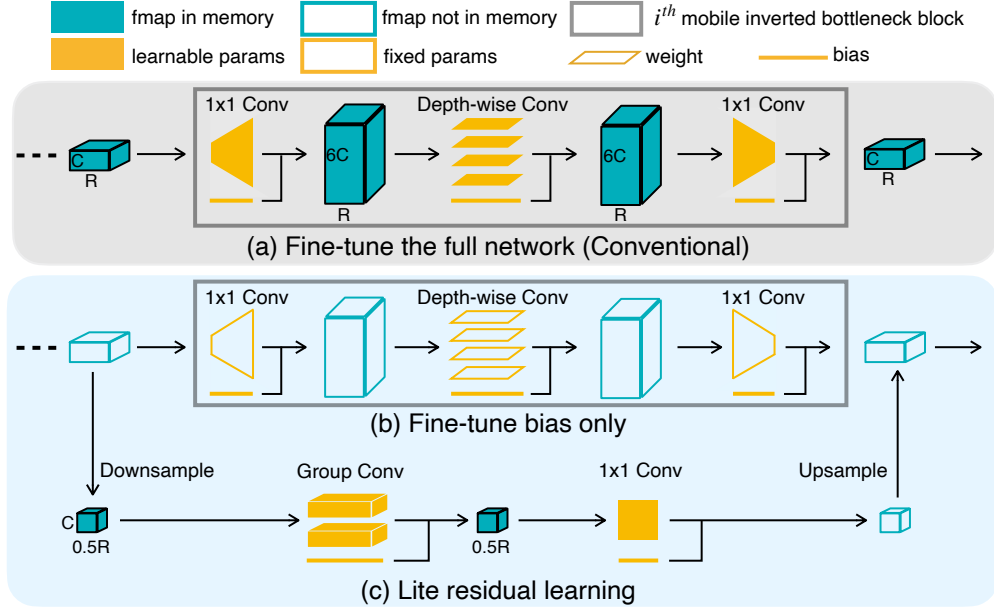 fmap in memory
fmap not in memory
i^th mobile inverted bottleneck block
learnable params
fixed params
weight
bias
1x1 Conv
Depth-wise Conv
1x1 Conv
C
R
6C
R
6C
R
C
R
(a) Fine-tune the full network (Conventional)
1x1 Conv
Depth-wise Conv
1x1 Conv
(b) Fine-tune bias only
Downsample
Group Conv
1x1 Conv
Upsample
C
0.5R
0.5R
(c) Lite residual learning